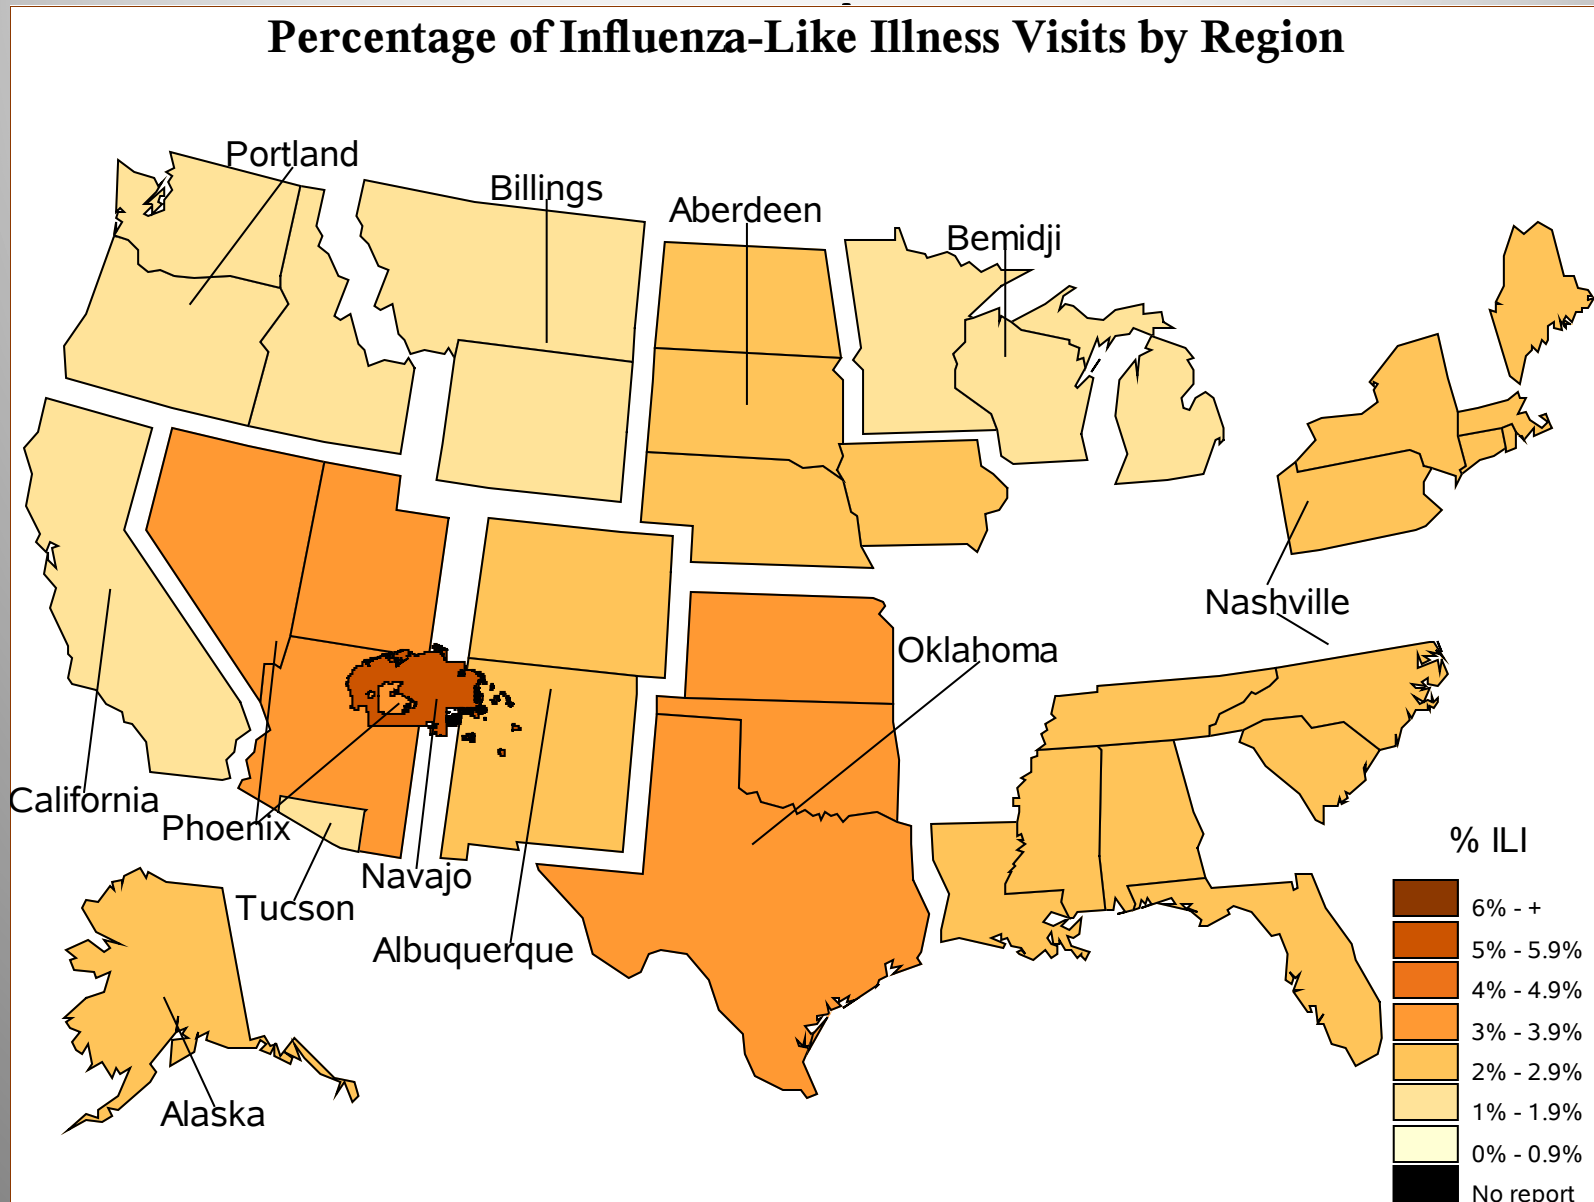 Percentage of Influenza-Like Illness Visits by Region
Portland
Billings
Aberdeen
Bemidji
Nashville
Oklahoma
California
Phoenix
Navajo
Tucson
Albuquerque
Alaska
% ILI
6% - +
5% - 5.9%
4% - 4.9%
3% - 3.9%
2% - 2.9%
1% - 1.9%
0% - 0.9%
No report